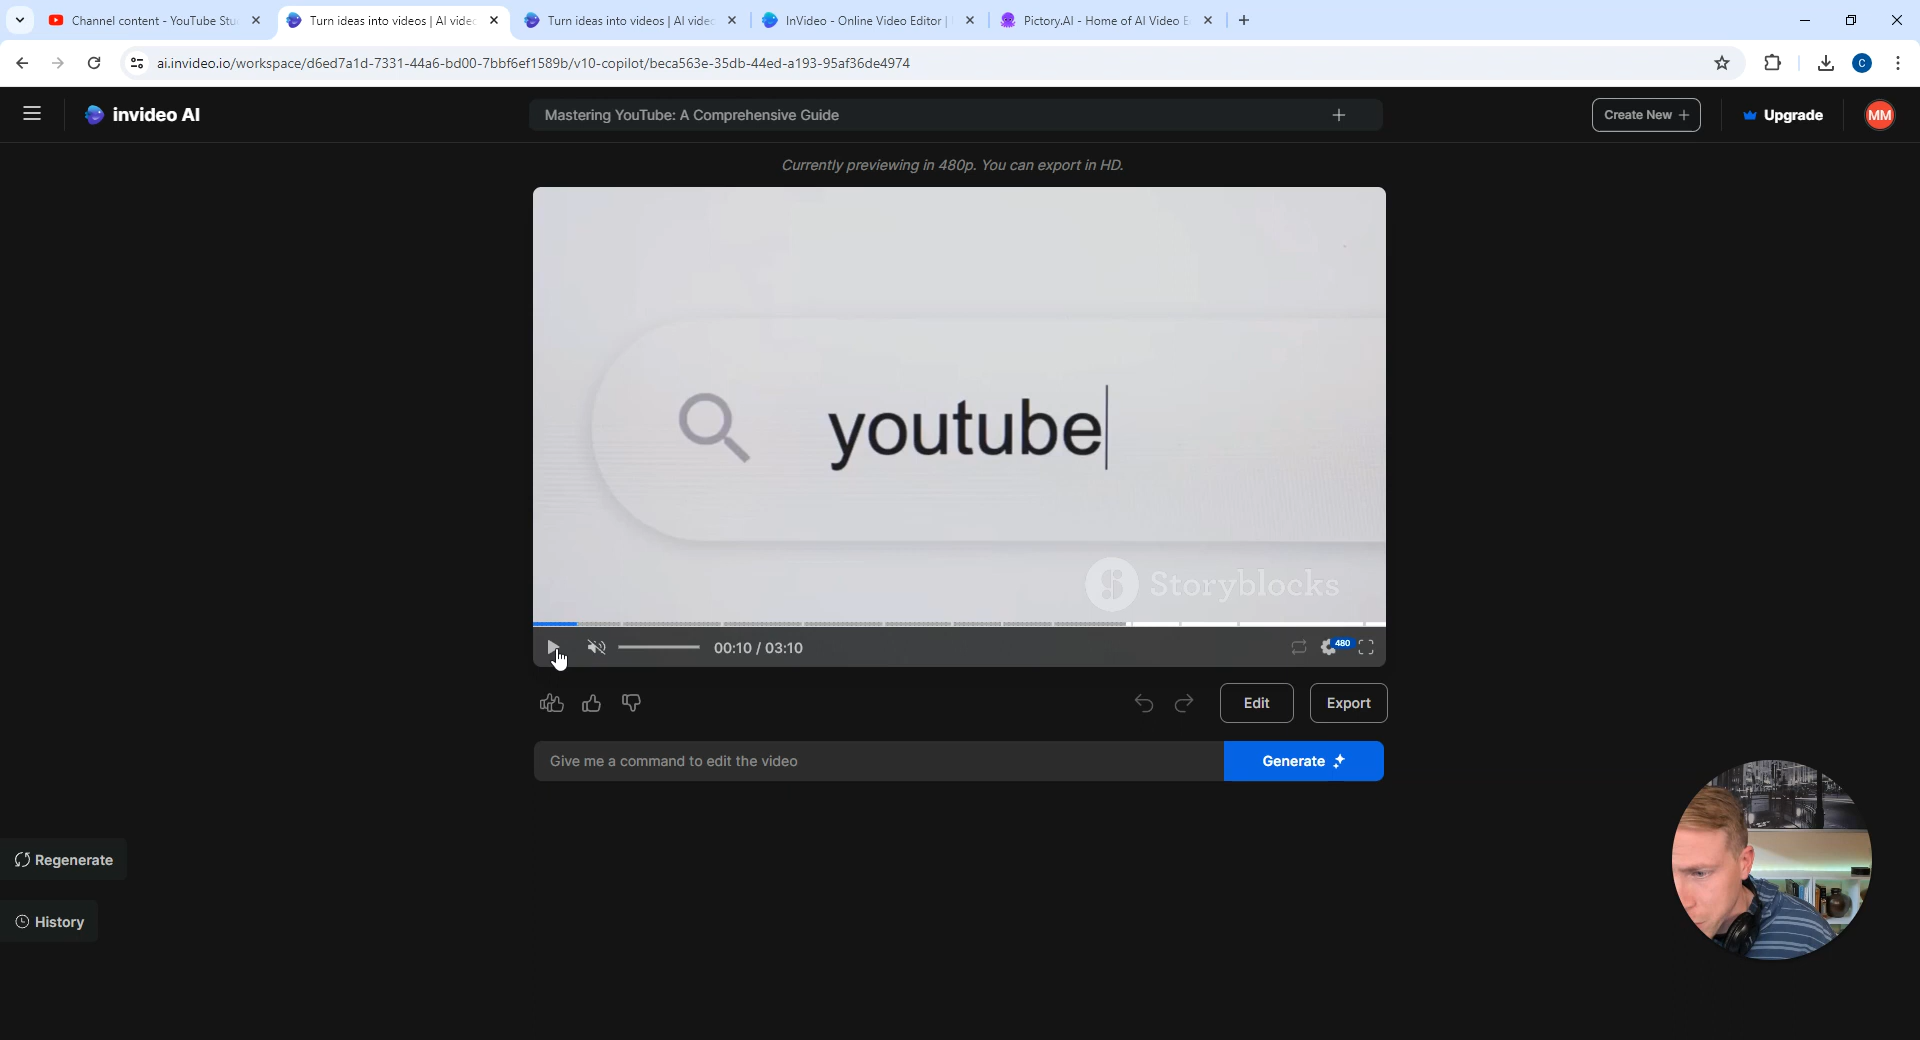 Channel content - YouTube Stu
Turn ideas into videos | AI videc
Turn ideas into videos | AI videc
InVideo - Online Video Editor |
Pictory.AI - Home of AI Video E
ai.invideo.io/workspace/d6ed7a1d-7331-44a6-bd00-7bbf6ef1589b/v10-copilot/beca563e-35db-44ed-a193-95af36de4974
C
invideo AI
Mastering YouTube: A Comprehensive Guide
Create New +
Upgrade
MM
Currently previewing in 480p. You can export in HD.
youtube
Storyblocks
00:10 / 03:10
480
Edit
Export
Give me a command to edit the video
Generate
Regenerate
History